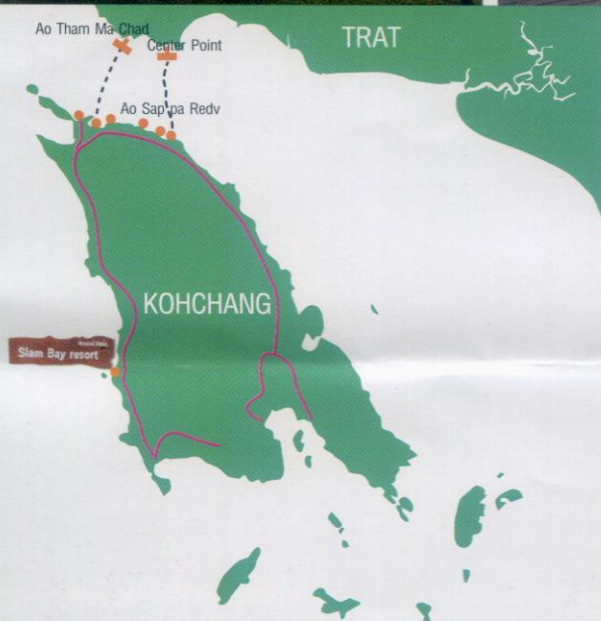 Ao Tham Ma Chad
Center Point
TRAT
Ao Sap pa Redv
KOHCHANG
Siam Bay resort